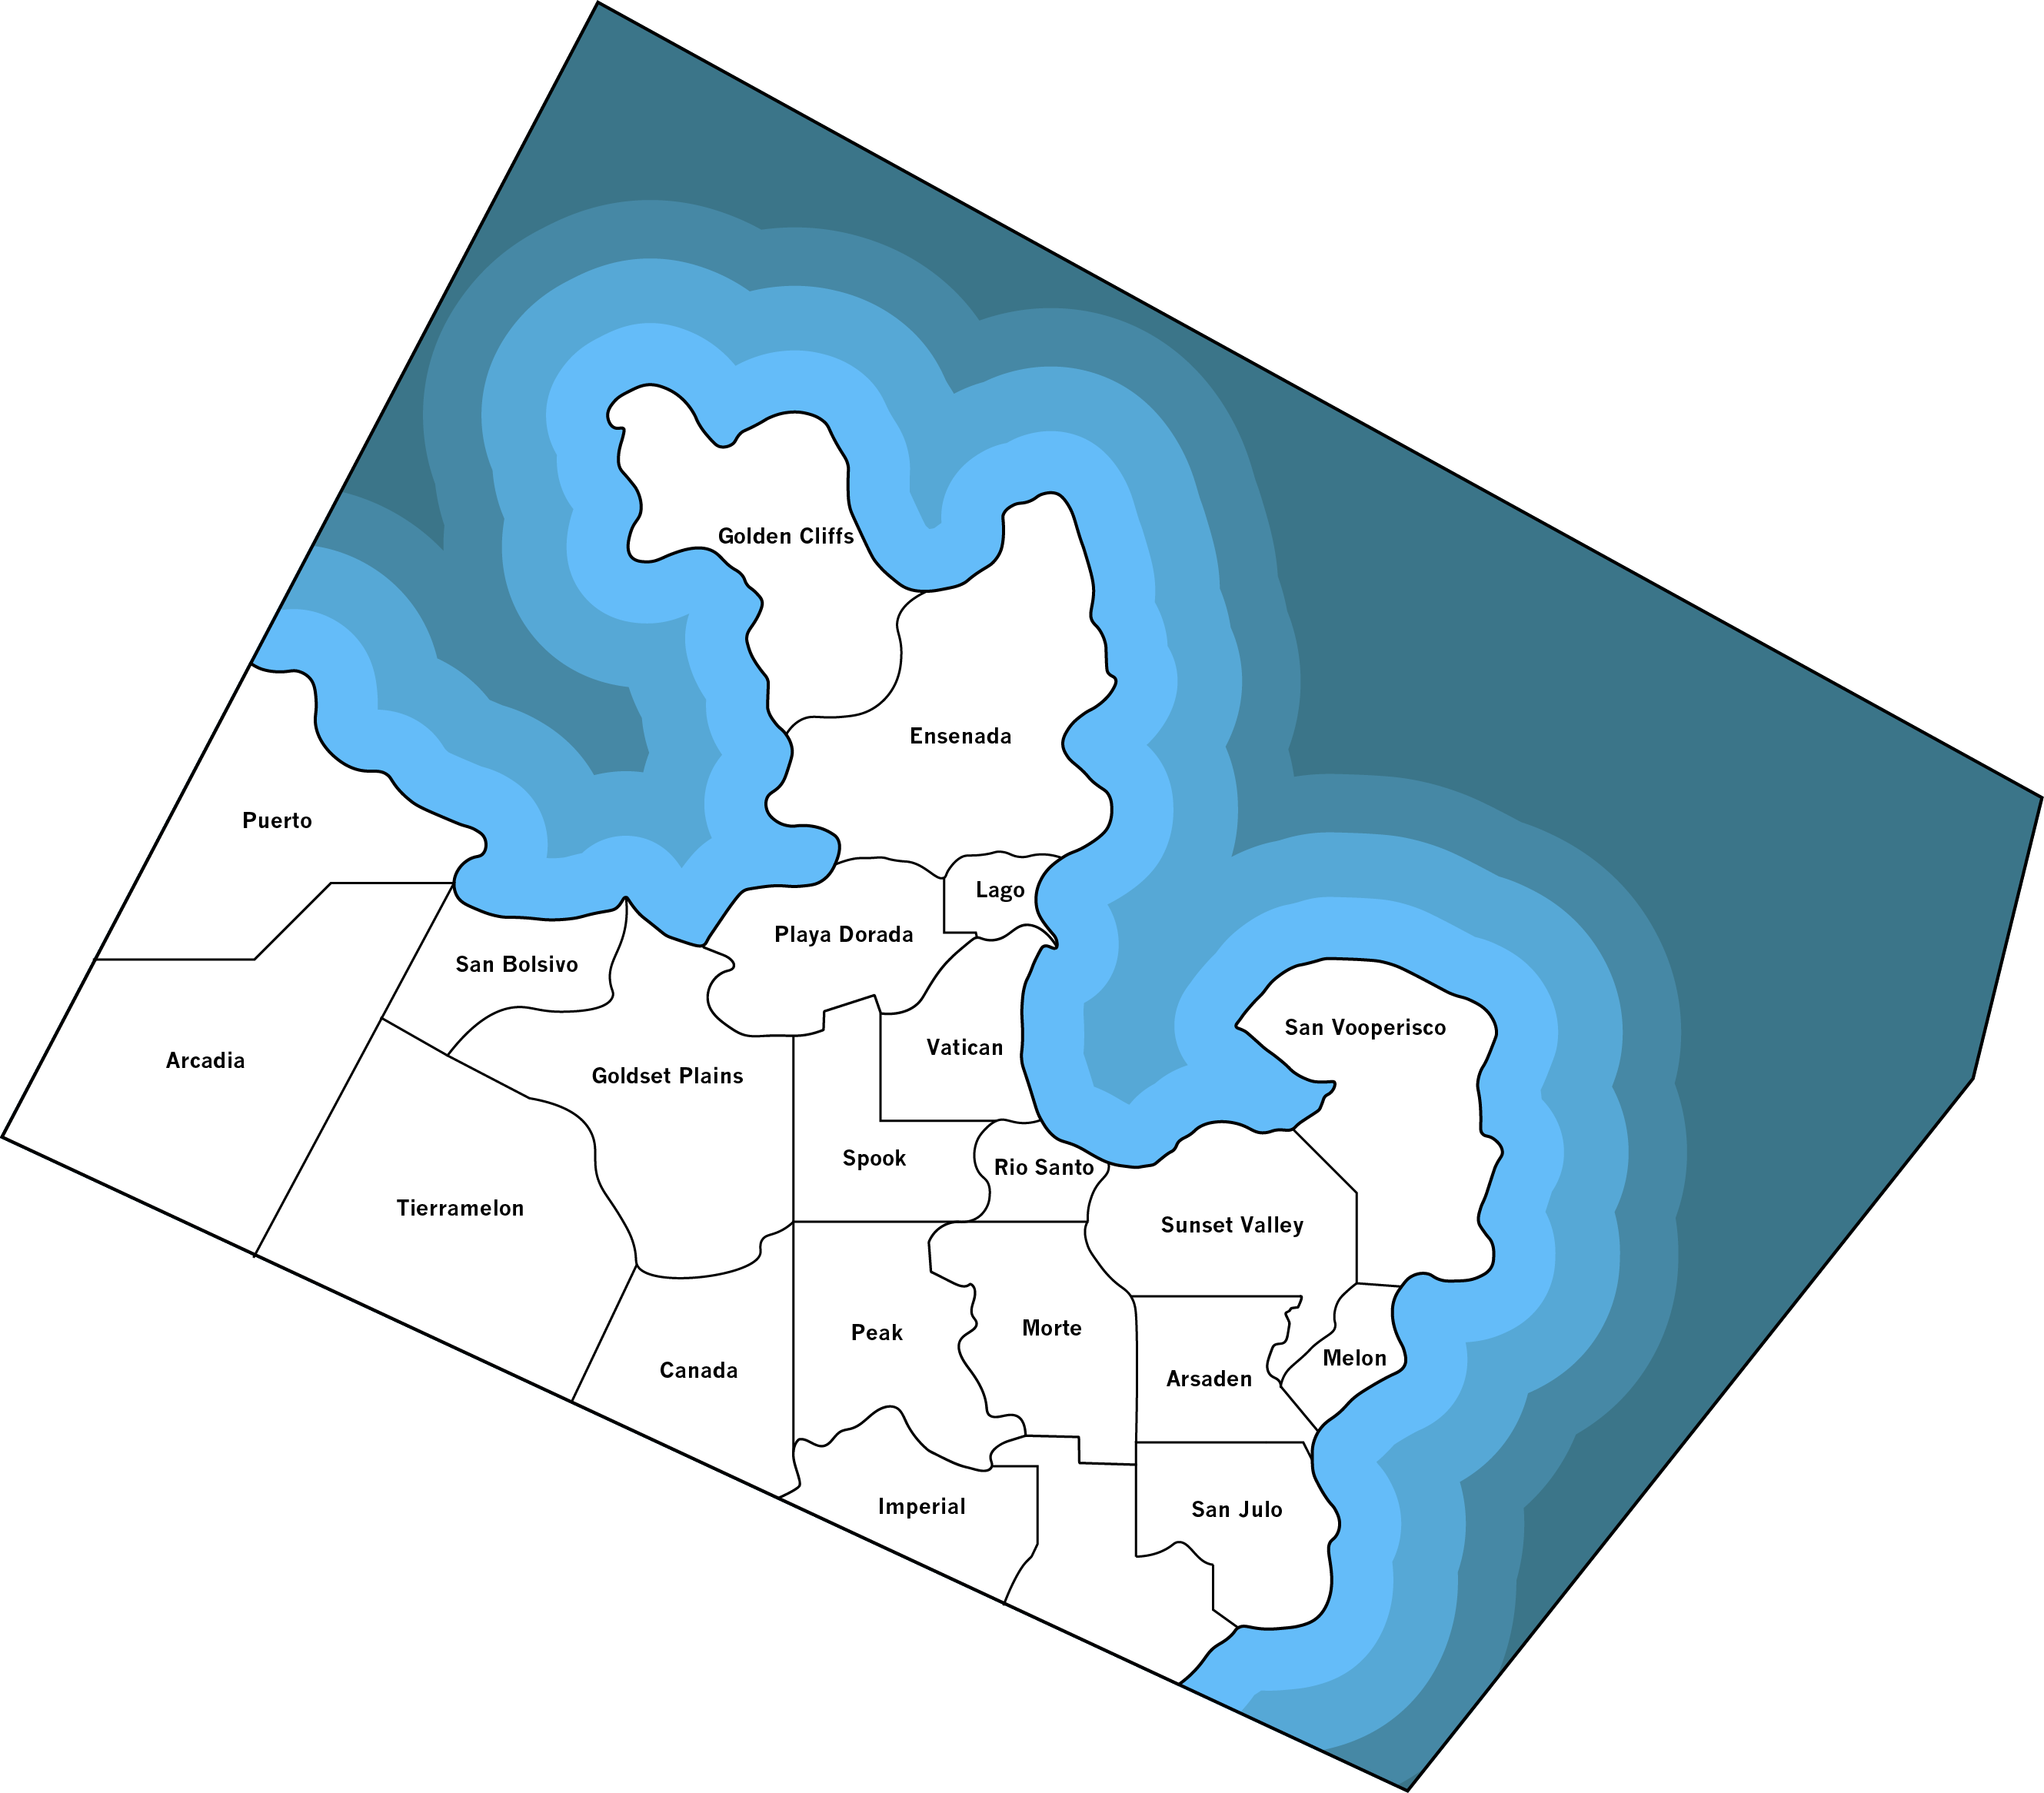 Golden Cliffs
Ensenada
Puerto
Lago
Playa Dorada
San Bolsivo
San Vooperisco
Vatican
Arcadia
Goldset Plains
Spook
Rio Santo
Tierramelon
Sunset Valley
Peak
Morte
Melon
Canada
Arsaden
Imperial
San Julo